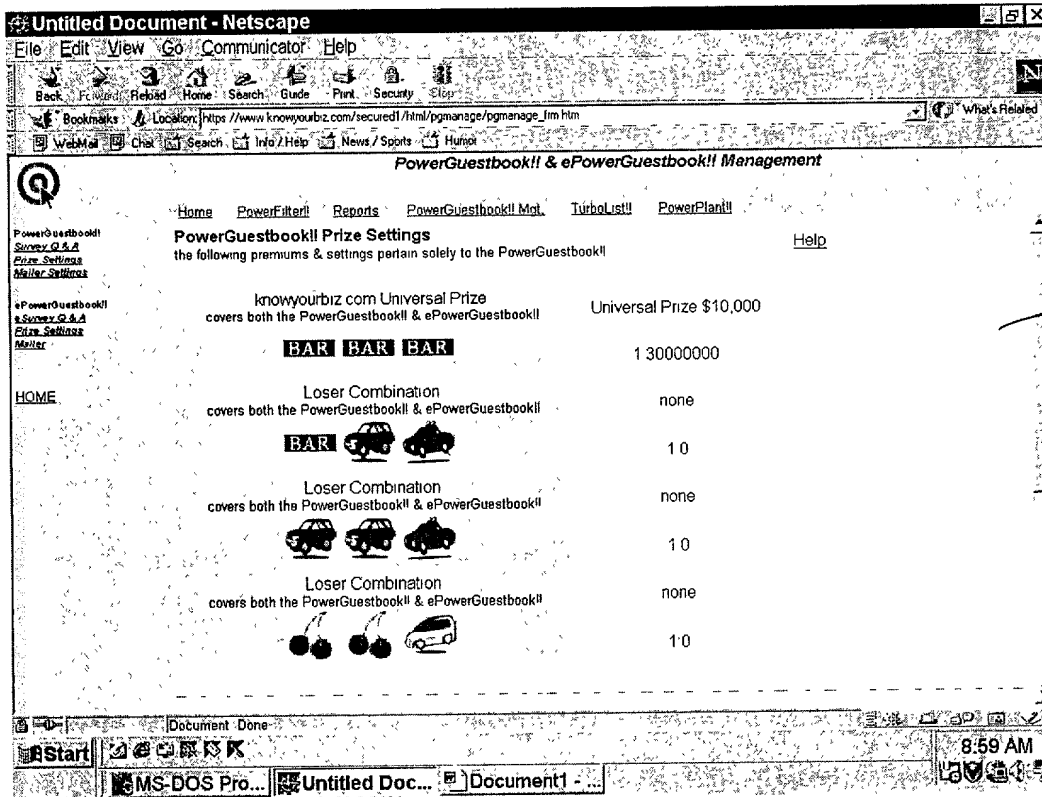 Untitled Document - Netscape
File Edit View Go Communicator Help
Back Forward Reload Home Search Guide Print Security Stop
N
Bookmarks Location: https //www knowyourbiz.com/secured1/html/pgmanage/pgmanage_frm htm What's Related
WebMail Chat Search Info / Help News / Sports Humor
PowerGuestbook!! & ePowerGuestbook!! Management
Home PowerFilter!! Reports PowerGuestbook!! Mgt. TurboList!! PowerPlant!!
PowerGuestbook!!
Survey Q & A
Prize Settings
Mailer Settings
ePowerGuestbook!!
eSurvey Q & A
Prize Settings
Mailer
HOME
PowerGuestbook!! Prize Settings
Help
the following premiums & settings pertain solely to the PowerGuestbook!!
knowyourbiz com Universal Prize
covers both the PowerGuestbook!! & ePowerGuestbook!!
Universal Prize $10,000
BAR BAR BAR
1 30000000
Loser Combination
covers both the PowerGuestbook!! & ePowerGuestbook!!
none
BAR
1 0
Loser Combination
covers both the PowerGuestbook!! & ePowerGuestbook!!
none
1 0
Loser Combination
covers both the PowerGuestbook!! & ePowerGuestbook!!
none
1:0
Document Done
Start
8:59 AM
MS-DOS Pro... Untitled Doc... Document1 - ...